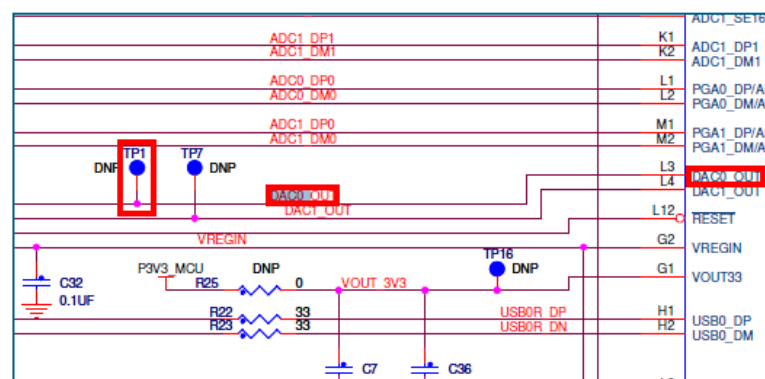 ADC1_SE16
ADC1_DP1 K1 ADC1_DP1
ADC1_DM1 K2 ADC1_DM1
ADC0_DP0 L1 PGA0_DP/A
ADC0_DM0 L2 PGA0_DM/A
ADC1_DP0 M1 PGA1_DP/A
ADC1_DM0 M2 PGA1_DM/A
TP1 TP7
DNP DNP
L3 DAC0_OUT
DAC0_OUT L4 DAC1_OUT
DAC1_OUT
L12 RESET
VREGIN G2 VREGIN
TP16
P3V3_MCU DNP DNP G1 VOUT33
C32 R25 0 VOUT_3V3
0.1UF
R22 33 USB0R_DP H1 USB0_DP
R23 33 USB0R_DN H2 USB0_DM
C7 C36